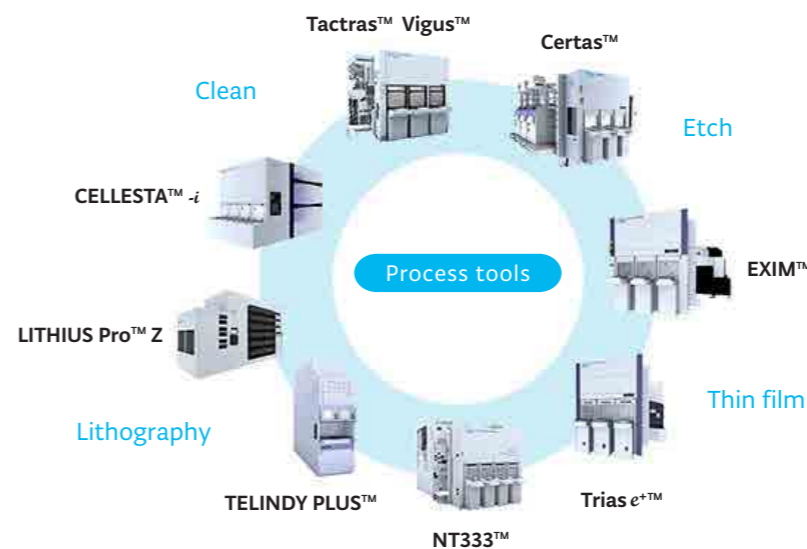 Tactras™ Vigus™
Certas™
Clean
Etch
CELLESTA™ -i
EXIM™
Process tools
LITHIUS Pro™ Z
Thin film
Lithography
TELINDY PLUS™
Trias e+™
NT333™